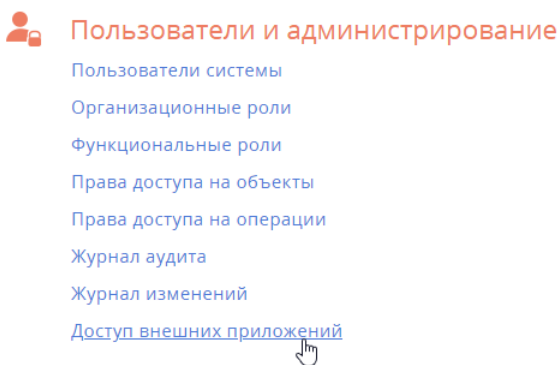 Пользователи и администрирование
Пользователи системы
Организационные роли
Функциональные роли
Права доступа на объекты
Права доступа на операции
Журнал аудита
Журнал изменений
Доступ внешних приложений